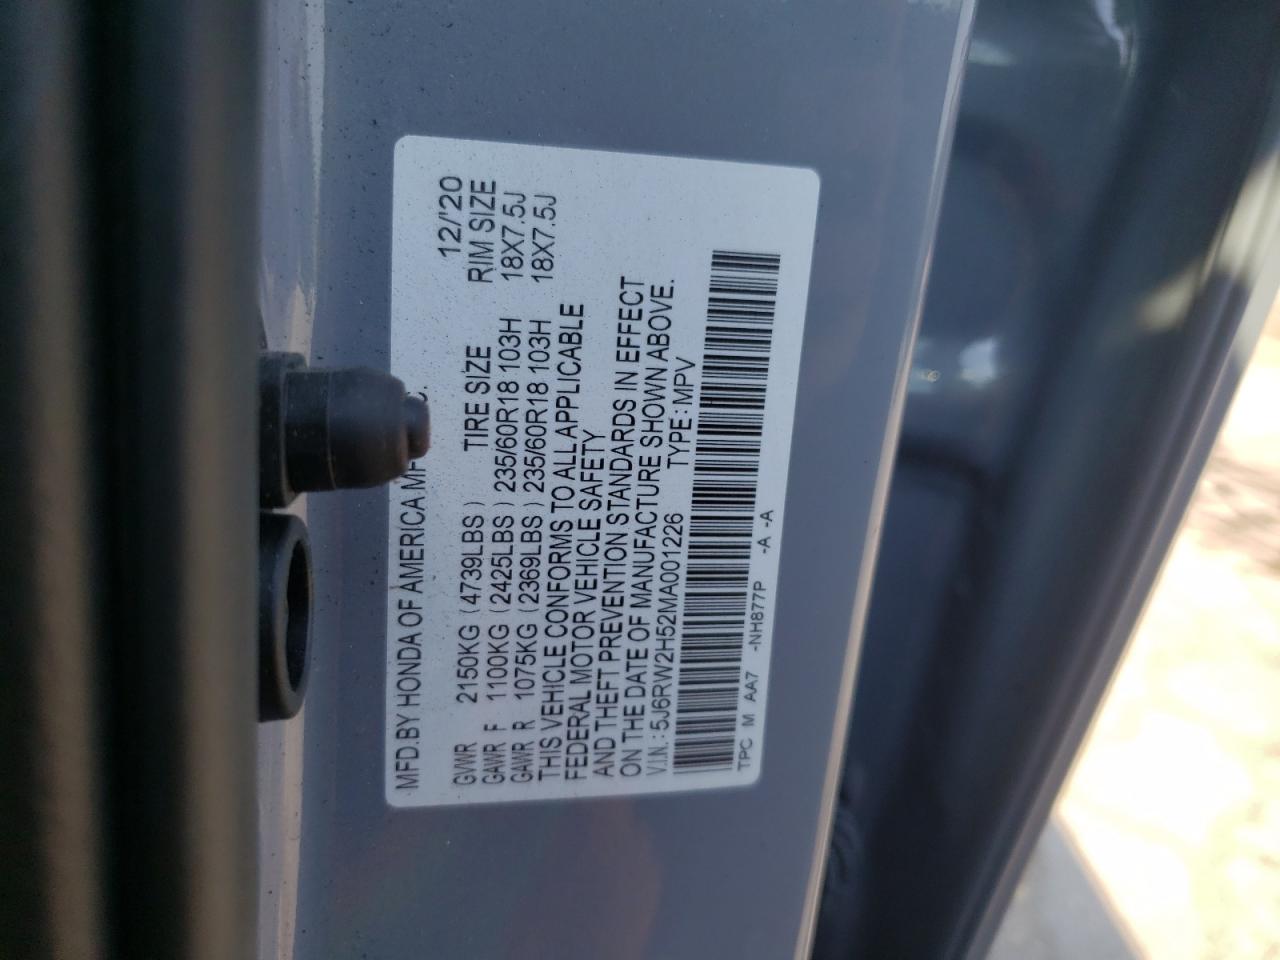 MFD.BY HONDA OF AMERICA MF C. 12/'20
GVWR 2150KG (4739LBS) TIRE SIZE RIM SIZE
GAWR F 1100KG (2425LBS) 235/60R18 103H 18X7.5J
GAWR R 1075KG (2369LBS) 235/60R18 103H 18X7.5J
THIS VEHICLE CONFORMS TO ALL APPLICABLE
FEDERAL MOTOR VEHICLE SAFETY
AND THEFT PREVENTION STANDARDS IN EFFECT
ON THE DATE OF MANUFACTURE SHOWN ABOVE.
V.I.N.: 5J6RW2H52MA001226 TYPE: MPV
TPC M AA7 -NH877P -A -A